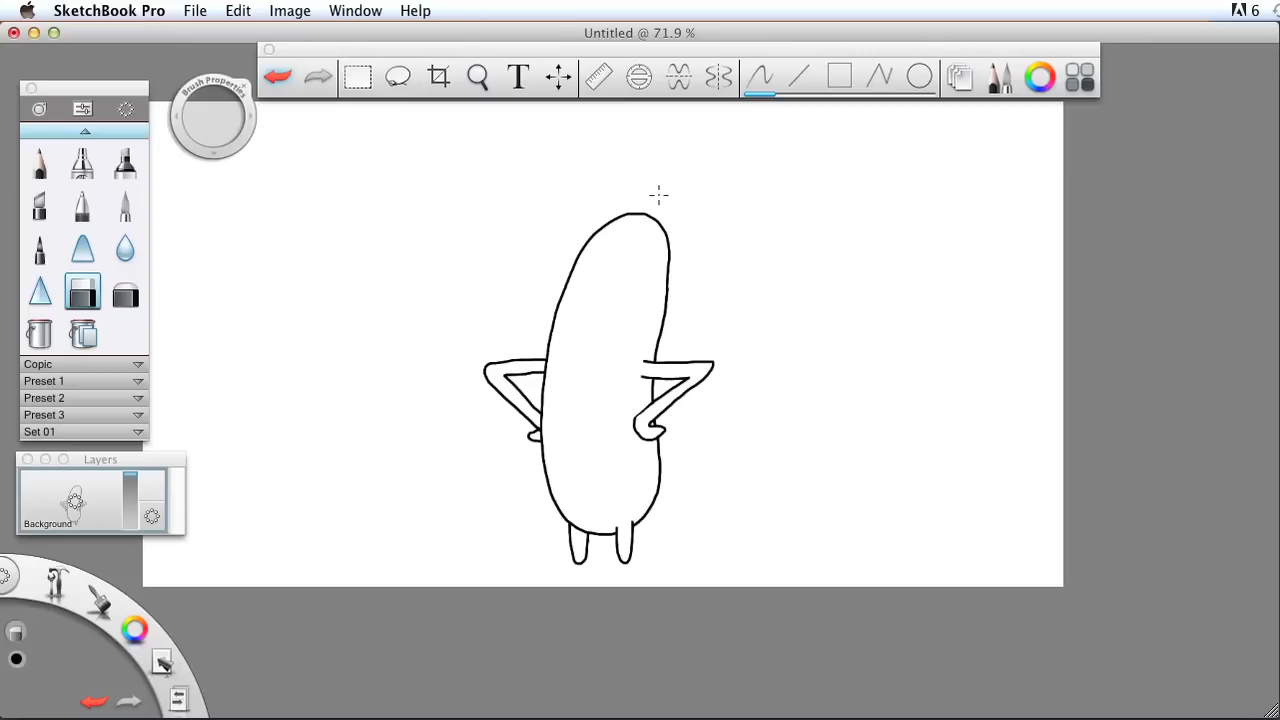 SketchBook Pro File Edit Image Window Help 6
Untitled @ 71.9 %
Brush Properties
T
Copic
Preset 1
Preset 2
Preset 3
Set 01
Layers
Background